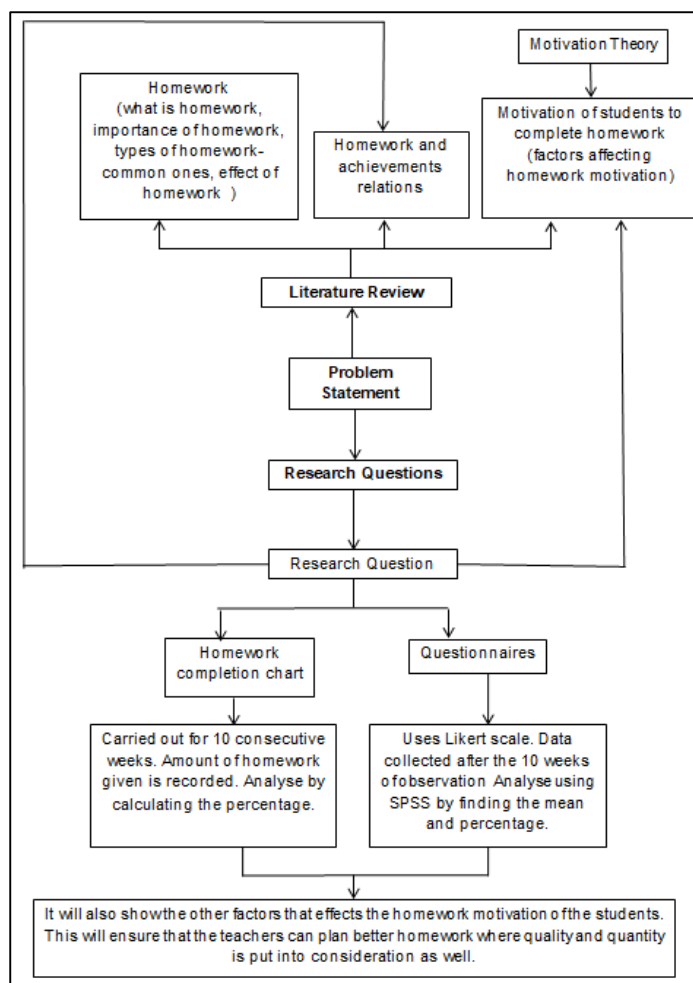 Motivation Theory
Homework
(what is homework,
importance of homework,
types of homework-
common ones, effect of
homework )
Homework and
achievements
relations
Motivation of students to
complete homework
(factors affecting
homework motivation)
Literature Review
Problem
Statement
Research Questions
Research Question
Homework
completion chart
Questionnaires
Carried out for 10 consecutive
weeks. Amount of homework
given is recorded. Analyse by
calculating the percentage.
Uses Likert scale. Data
collected after the 10 weeks
of observation Analyse using
SPSS by finding the mean
and percentage.
It will also show the other factors that effects the homework motivation of the students.
This will ensure that the teachers can plan better homework where quality and quantity
is put into consideration as well.